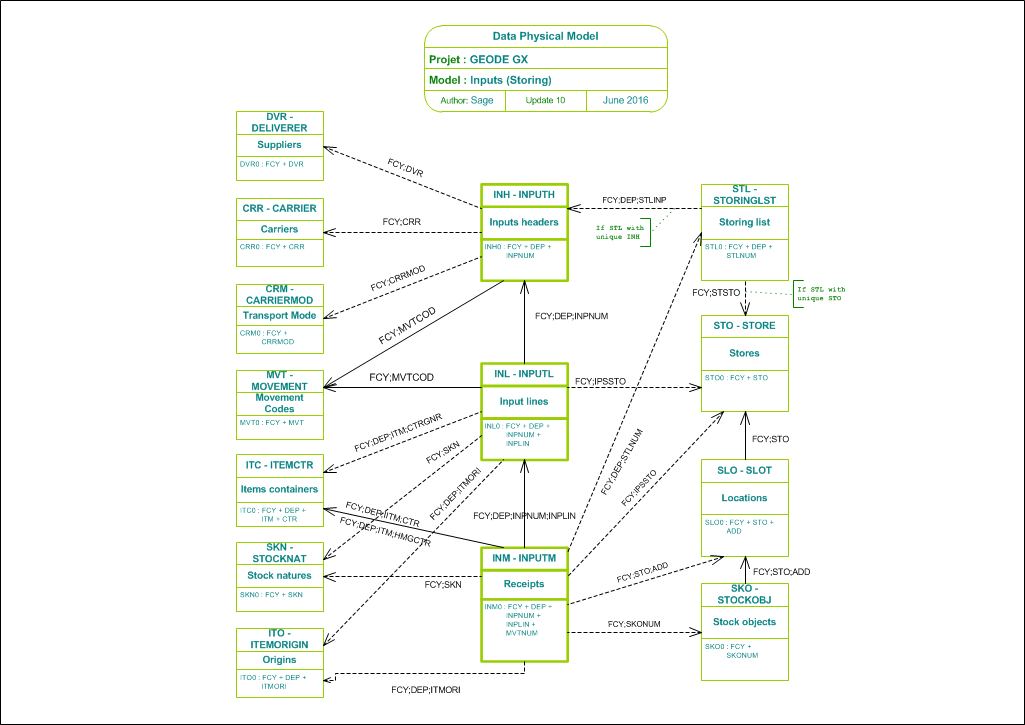 Data Physical Model
Projet : GEODE GX
Model : Inputs (Storing)
Author: Sage
Update 10
June 2016
DVR -
DELIVERER
Suppliers
DVR0 : FCY + DVR
CRR - CARRIER
Carriers
CRR0 : FCY + CRR
CRM -
CARRIERMOD
Transport Mode
CRM0 : FCY +
CRRMOD
MVT -
MOVEMENT
Movement
Codes
MVT0 : FCY + MVT
ITC - ITEMCTR
Items containers
ITC0 : FCY + DEP +
ITM + CTR
SKN -
STOCKNAT
Stock natures
SKN0 : FCY + SKN
ITO -
ITEMORIGIN
Origins
ITO0 : FCY + DEP +
ITMORI
FCY;DVR
FCY;CRR
FCY;CRRMOD
FCY;MVTCOD
FCY;MVTCOD
FCY;DEP;ITM;CTRGNR
FCY;SKN
FCY;DEP;ITMORI
FCY;DEP;IITM;CTR
FCY;DEP;ITM;HMGCTR
FCY;SKN
FCY;DEP;ITMORI
INH - INPUTH
Inputs headers
INH0 : FCY + DEP +
INPNUM
FCY;DEP;INPNUM
INL - INPUTL
Input lines
INL0 : FCY + DEP +
INPNUM +
INPLIN
FCY;DEP;INPNUM;INPLIN
INM - INPUTM
Receipts
INM0 : FCY + DEP +
INPNUM +
INPLIN +
MVTNUM
FCY;DEP;STLINP
If STL with
unique INH
FCY;IPSSTO
FCY;DEP;STLNUM
FCY;IPSSTO
FCY;STO;ADD
FCY;SKONUM
STL -
STORINGLST
Storing list
STL0 : FCY + DEP +
STLNUM
FCY;STSTO
If STL with
unique STO
STO - STORE
Stores
STO0 : FCY + STO
FCY;STO
SLO - SLOT
Locations
SLO0 : FCY + STO +
ADD
FCY;STO;ADD
SKO -
STOCKOBJ
Stock objects
SKO0 : FCY +
SKONUM